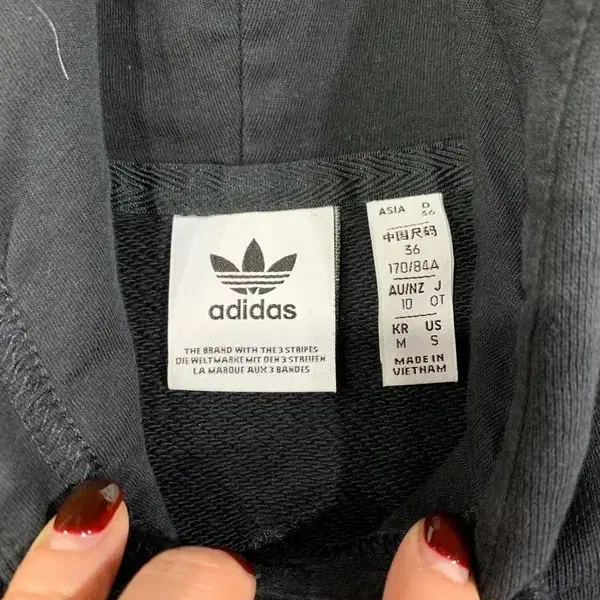 adidas
THE BRAND WITH THE 3 STRIPES
DIE WELTMARKE MIT DEN 3 STREIFEN
LA MARQUE AUX 3 BANDES
ASIA D 36
中国尺码
36
170/84A
AU/NZ J
10 OT
KR US
M S
MADE IN
VIETNAM